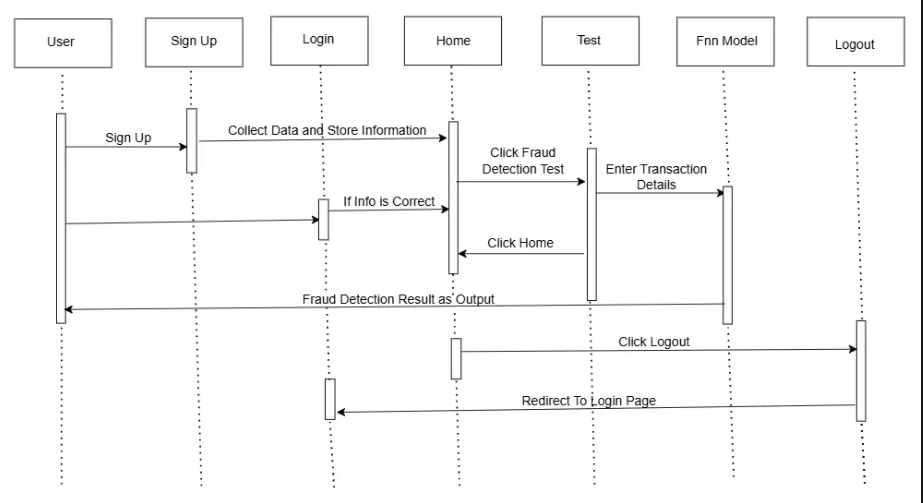 User
Sign Up
Login
Home
Test
Fnn Model
Logout
Sign Up
Collect Data and Store Information
Click Fraud
Detection Test
Enter Transaction
Details
If Info is Correct
Click Home
Fraud Detection Result as Output
Click Logout
Redirect To Login Page